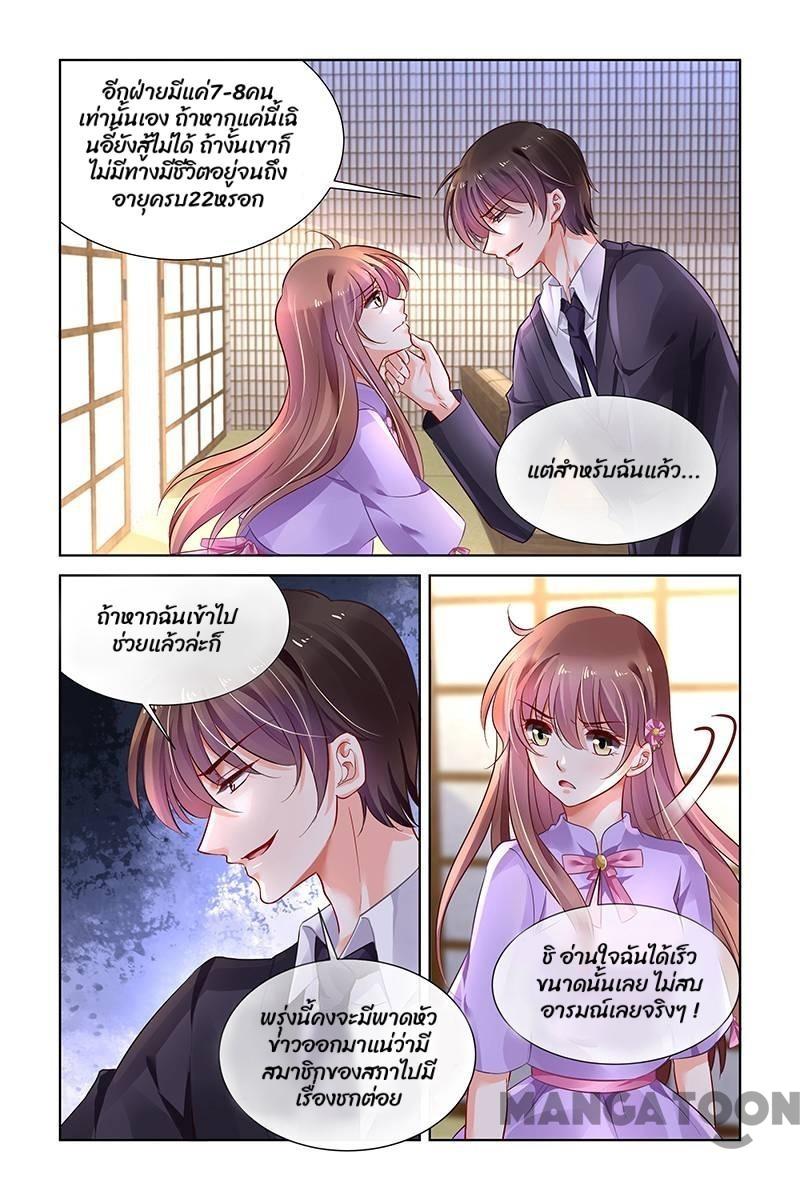 อีกฝ่ายมีแค่7-8คน
เท่านั้นเอง ถ้าหากแค่นี้เฉิ
นอี้ยังสู้ไม่ได้ ถ้างั้นเขาก็
ไม่มีทางมีชีวิตอยู่จนถึง
อายุครบ22หรอก
แต่สำหรับฉันแล้ว...
ถ้าหากฉันเข้าไป
ช่วยแล้วล่ะก็
พรุ่งนี้คงจะมีพาดหัว
ข่าวออกมาแน่ว่ามี
สมาชิกของสภาไปมี
เรื่องชกต่อย
ชิ อ่านใจฉันได้เร็ว
ขนาดนั้นเลย ไม่สบ
อารมณ์เลยจริงๆ !
MANGATOON